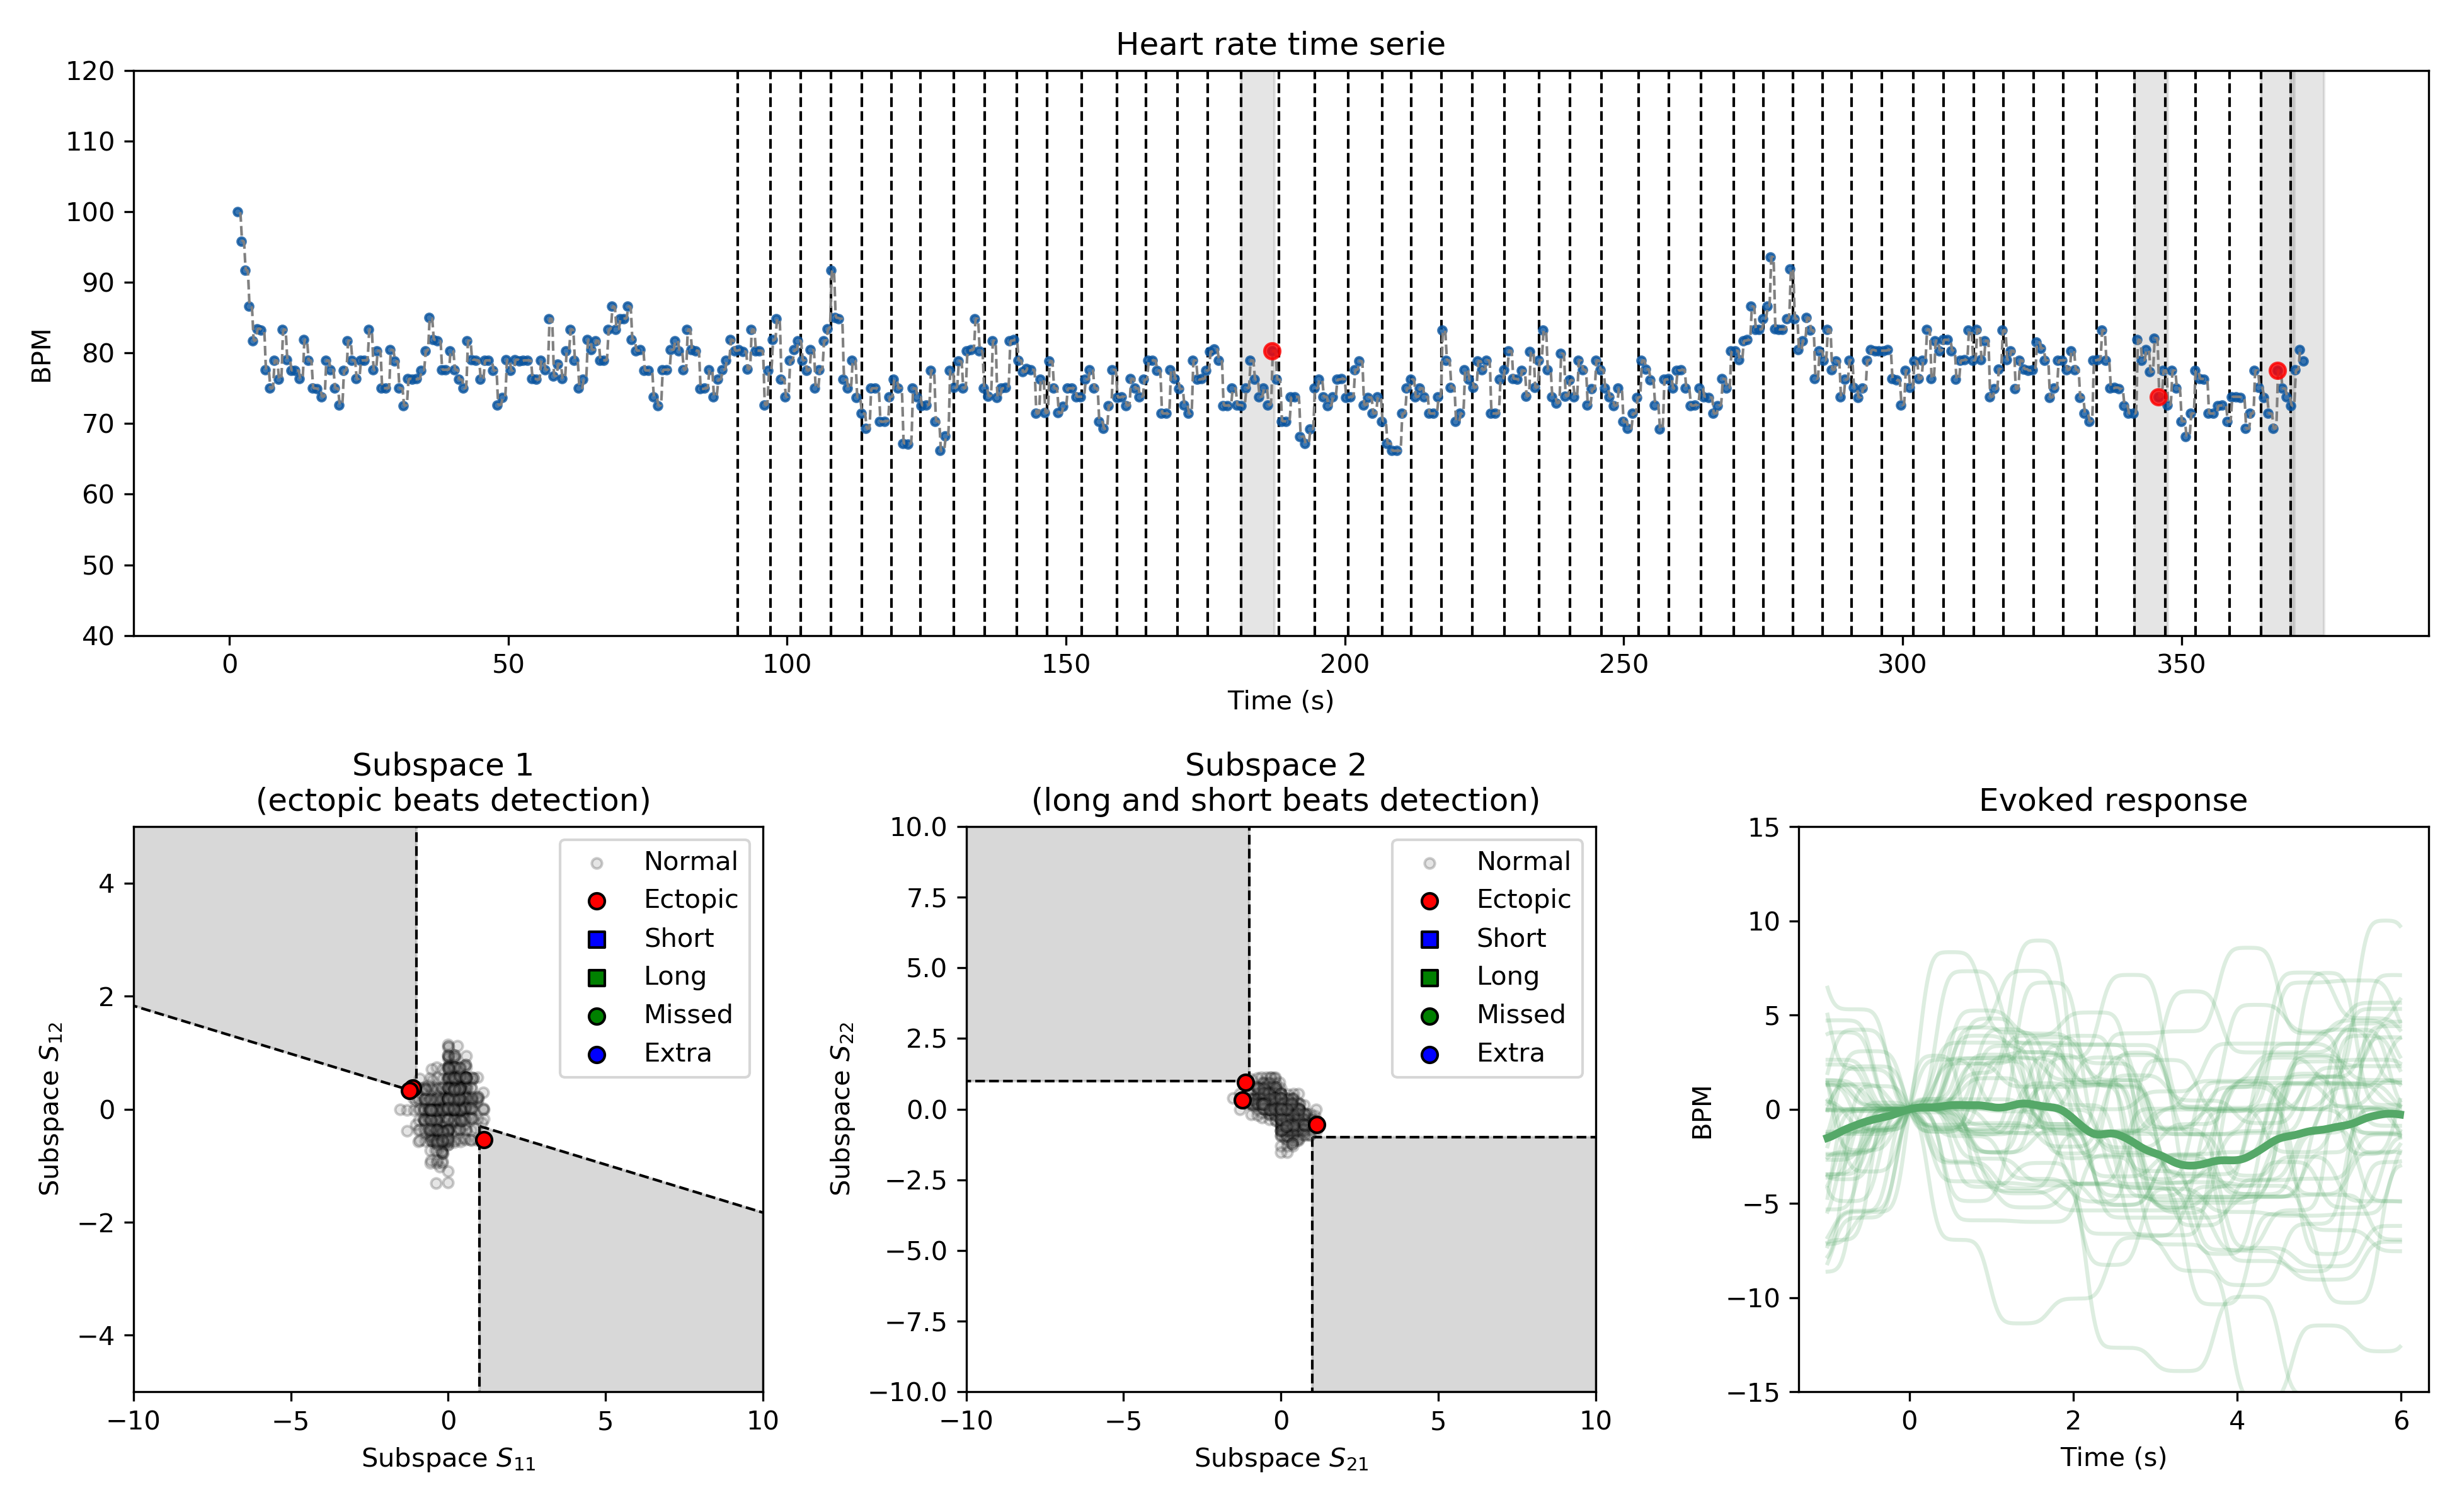 Heart rate time serie
120
110
100
90
80
70
60
50
40
BPM
0 50 100 150 200 250 300 350
Time (s)
Subspace 1
(ectopic beats detection)
4
2
0
−2
−4
Subspace S12
Normal
Ectopic
Short
Long
Missed
Extra
−10 −5 0 5 10
Subspace S11
Subspace 2
(long and short beats detection)
10.0
7.5
5.0
2.5
0.0
−2.5
−5.0
−7.5
−10.0
Subspace S22
Normal
Ectopic
Short
Long
Missed
Extra
−10 −5 0 5 10
Subspace S21
Evoked response
15
10
5
0
−5
−10
−15
BPM
0 2 4 6
Time (s)